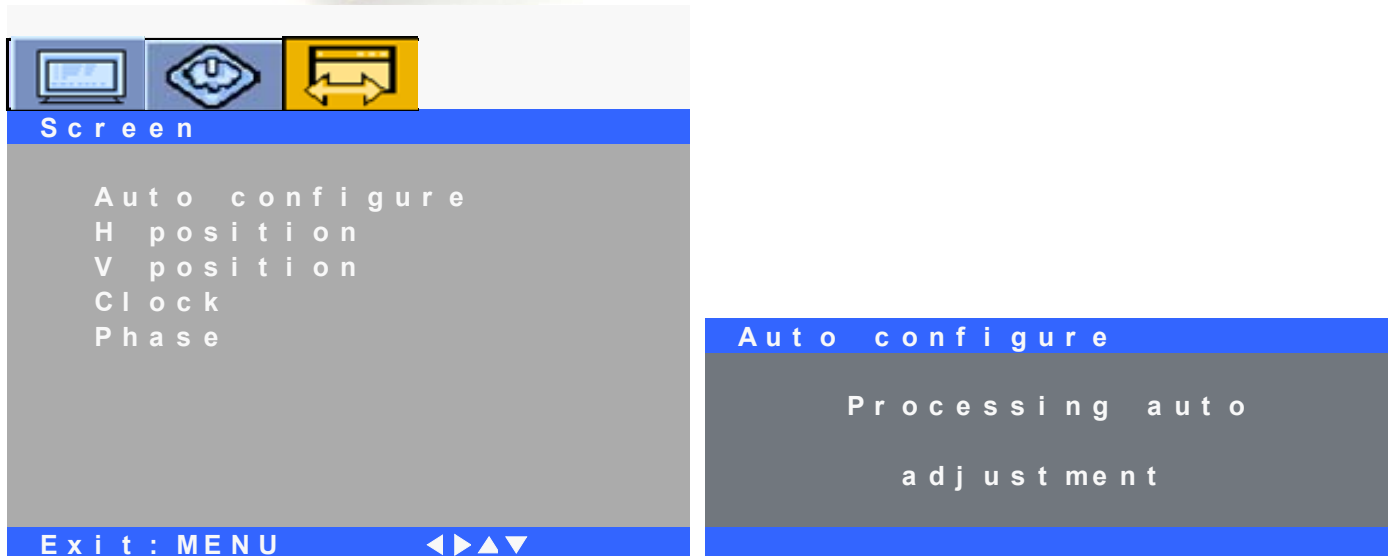 Screen
Auto configure
H position
V position
Clock
Phase
Exit:MENU ◀▶▲▼
Auto configure
Processing auto
adjustment